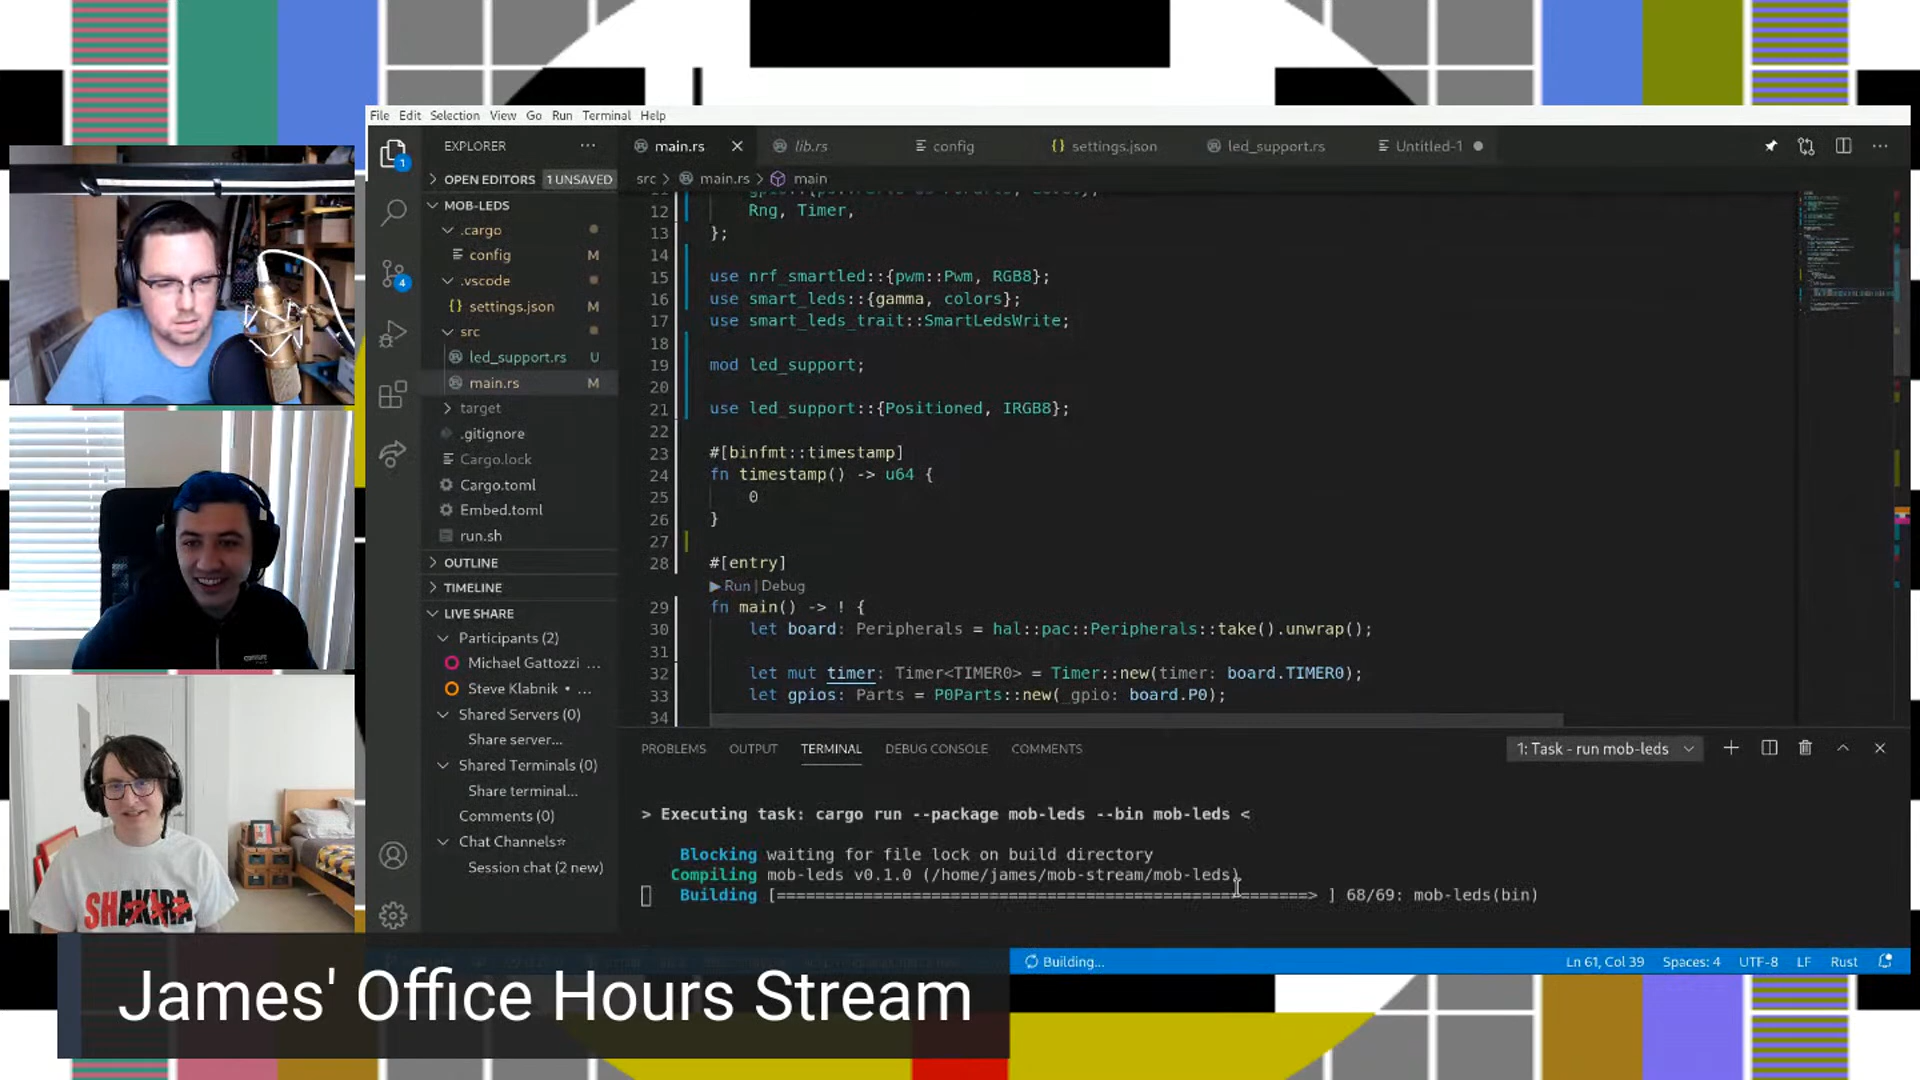 File Edit Selection View Go Run Terminal Help
EXPLORER
main.rs
lib.rs
config
settings.json
led_support.rs
Untitled-1
OPEN EDITORS 1 UNSAVED
src > main.rs > main
MOB-LEDS
.cargo
config M
.vscode
settings.json M
src
led_support.rs U
main.rs M
target
.gitignore
Cargo.lock
Cargo.toml
Embed.toml
run.sh
OUTLINE
TIMELINE
LIVE SHARE
Participants (2)
Michael Gattozzi ...
Steve Klabnik • ...
Shared Servers (0)
Share server...
Shared Terminals (0)
Share terminal...
Comments (0)
Chat Channels
Session chat (2 new)
1
4
12 Rng, Timer,
13 };
14
15 use nrf_smartled::{pwm::Pwm, RGB8};
16 use smart_leds::{gamma, colors};
17 use smart_leds_trait::SmartLedsWrite;
18
19 mod led_support;
20
21 use led_support::{Positioned, IRGB8};
22
23 #[binfmt::timestamp]
24 fn timestamp() -> u64 {
25 0
26 }
27
28 #[entry]
Run | Debug
29 fn main() -> ! {
30 let board: Peripherals = hal::pac::Peripherals::take().unwrap();
31
32 let mut timer: Timer<TIMER0> = Timer::new(timer: board.TIMER0);
33 let gpios: Parts = P0Parts::new(_gpio: board.P0);
34
PROBLEMS OUTPUT TERMINAL DEBUG CONSOLE COMMENTS
1: Task - run mob-leds
> Executing task: cargo run --package mob-leds --bin mob-leds <
Blocking waiting for file lock on build directory
Compiling mob-leds v0.1.0 (/home/james/mob-stream/mob-leds)
Building [=======================================================> ] 68/69: mob-leds(bin)
Building...
Ln 61, Col 39 Spaces: 4 UTF-8 LF Rust
SHAKIRA
James' Office Hours Stream